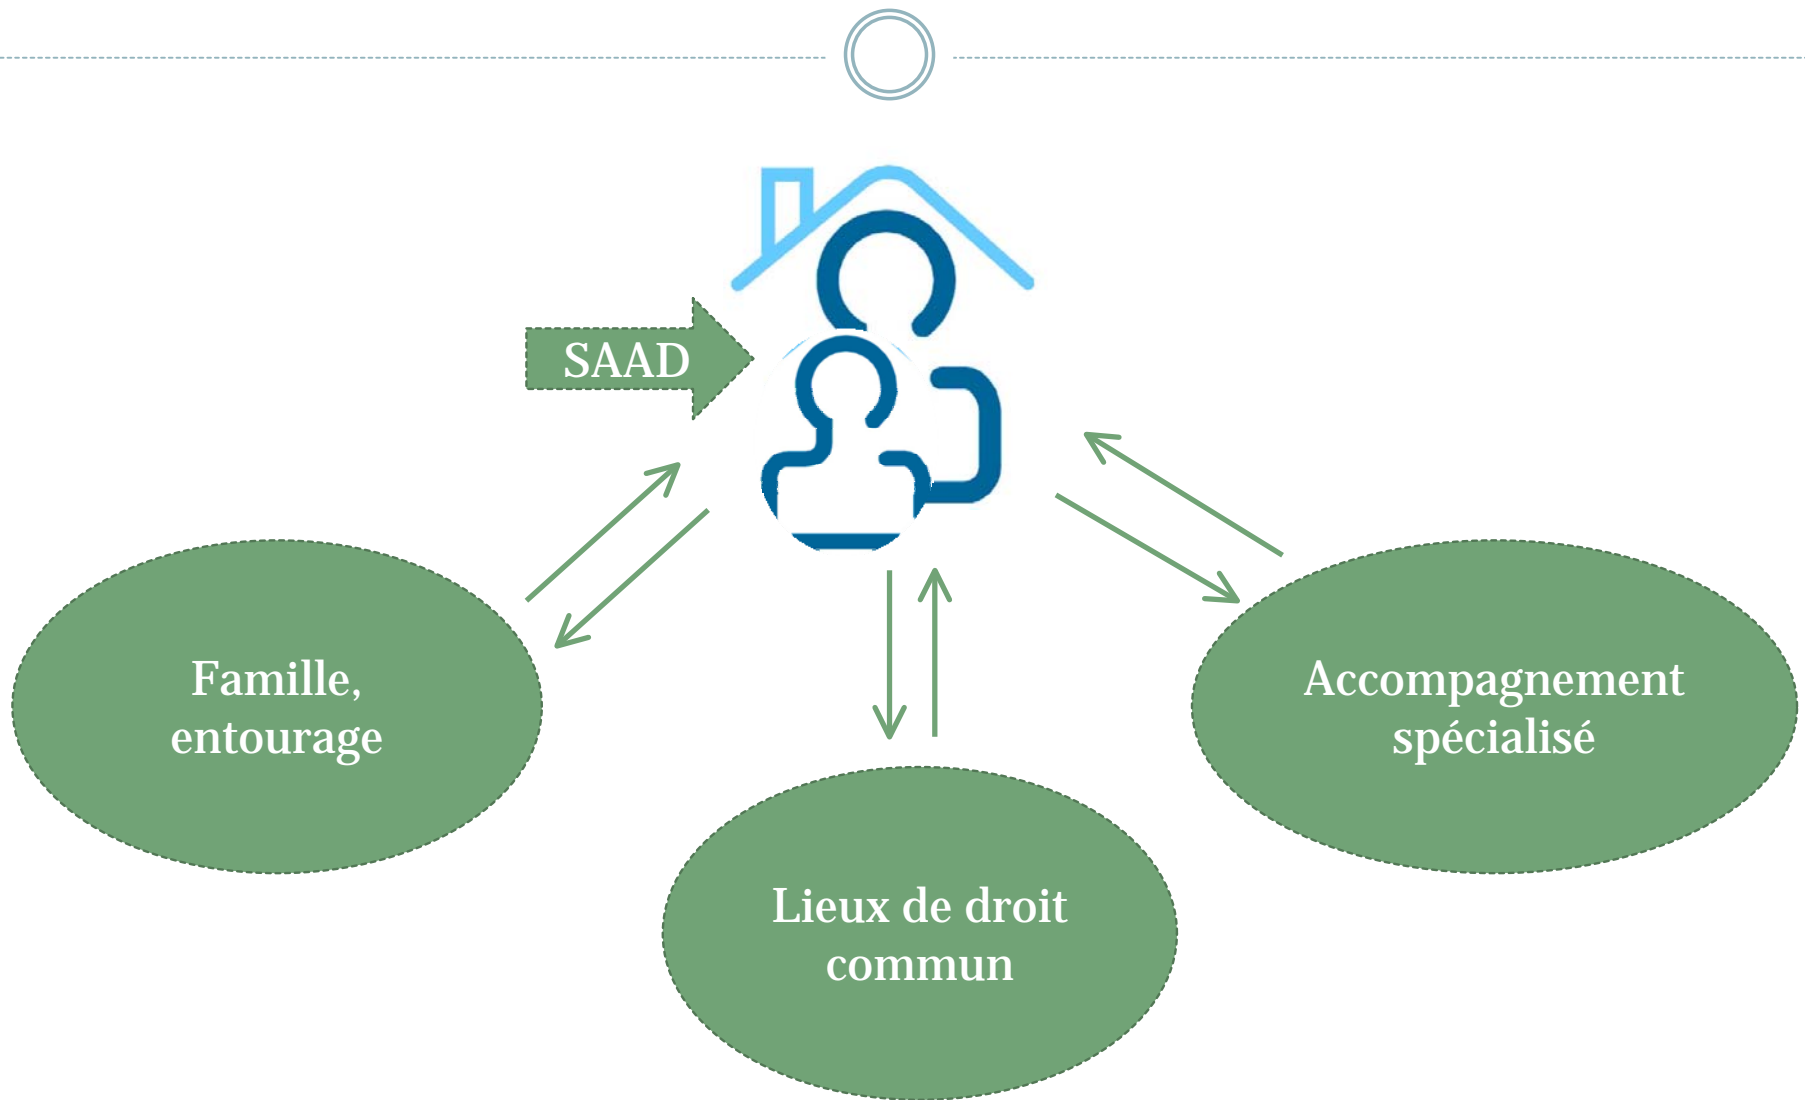 SAAD
Famille,
entourage
Accompagnement
spécialisé
Lieux de droit
commun